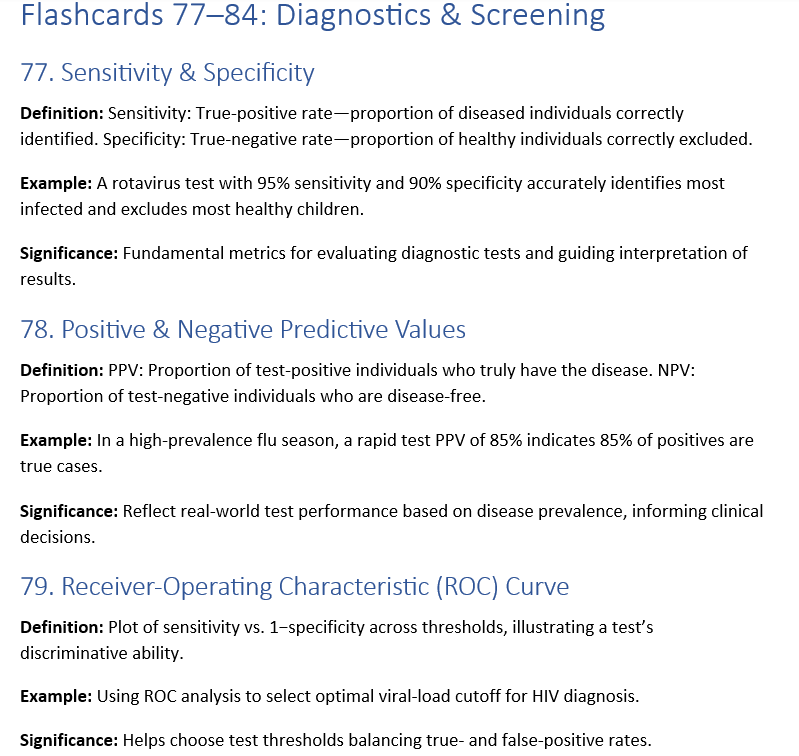 Flashcards 77–84: Diagnostics & Screening
77. Sensitivity & Specificity
Definition: Sensitivity: True-positive rate—proportion of diseased individuals correctly
identified. Specificity: True-negative rate—proportion of healthy individuals correctly excluded.
Example: A rotavirus test with 95% sensitivity and 90% specificity accurately identifies most
infected and excludes most healthy children.
Significance: Fundamental metrics for evaluating diagnostic tests and guiding interpretation of
results.
78. Positive & Negative Predictive Values
Definition: PPV: Proportion of test-positive individuals who truly have the disease. NPV:
Proportion of test-negative individuals who are disease-free.
Example: In a high-prevalence flu season, a rapid test PPV of 85% indicates 85% of positives are
true cases.
Significance: Reflect real-world test performance based on disease prevalence, informing clinical
decisions.
79. Receiver-Operating Characteristic (ROC) Curve
Definition: Plot of sensitivity vs. 1–specificity across thresholds, illustrating a test’s
discriminative ability.
Example: Using ROC analysis to select optimal viral-load cutoff for HIV diagnosis.
Significance: Helps choose test thresholds balancing true- and false-positive rates.